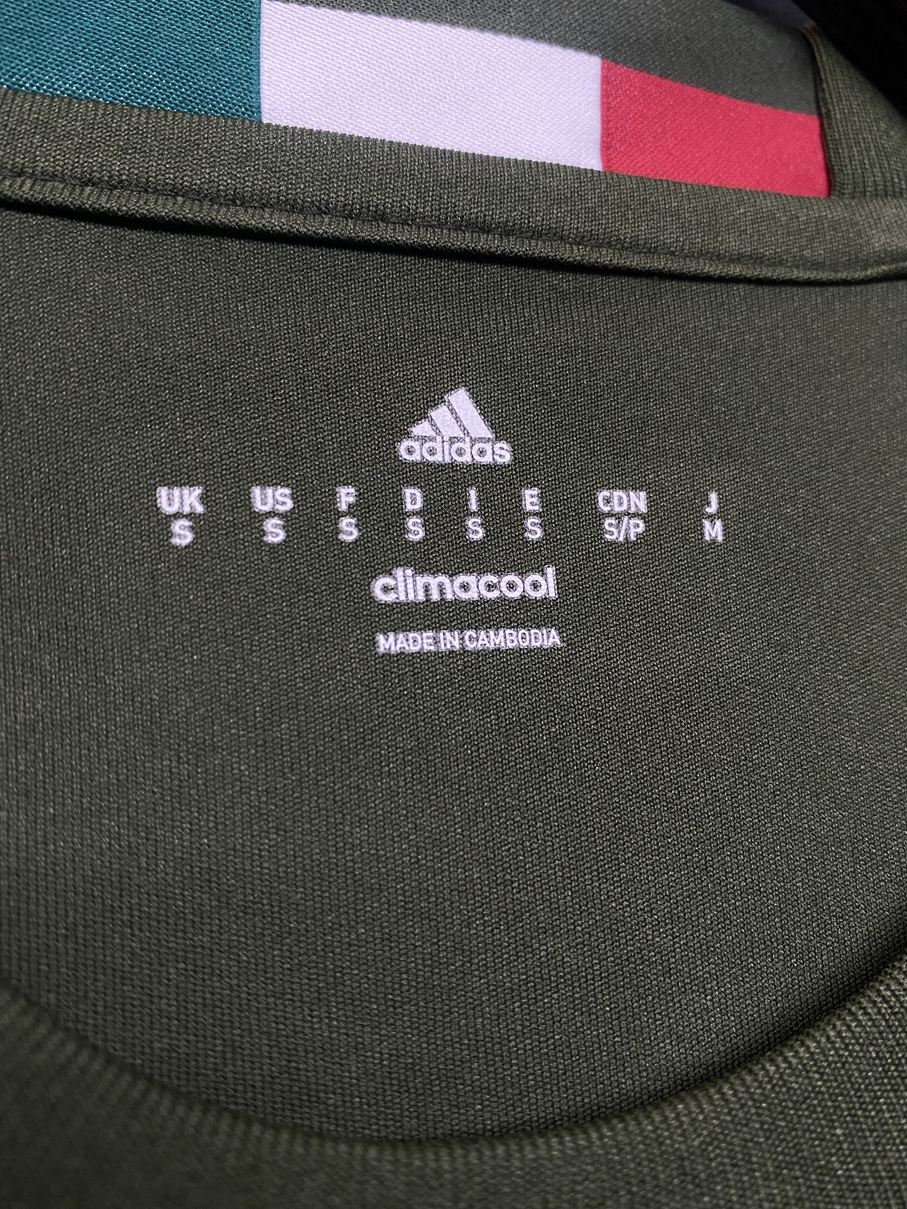 adidas
UK US F D I E CDN J
S S S S S S S/P M
climacool
MADE IN CAMBODIA